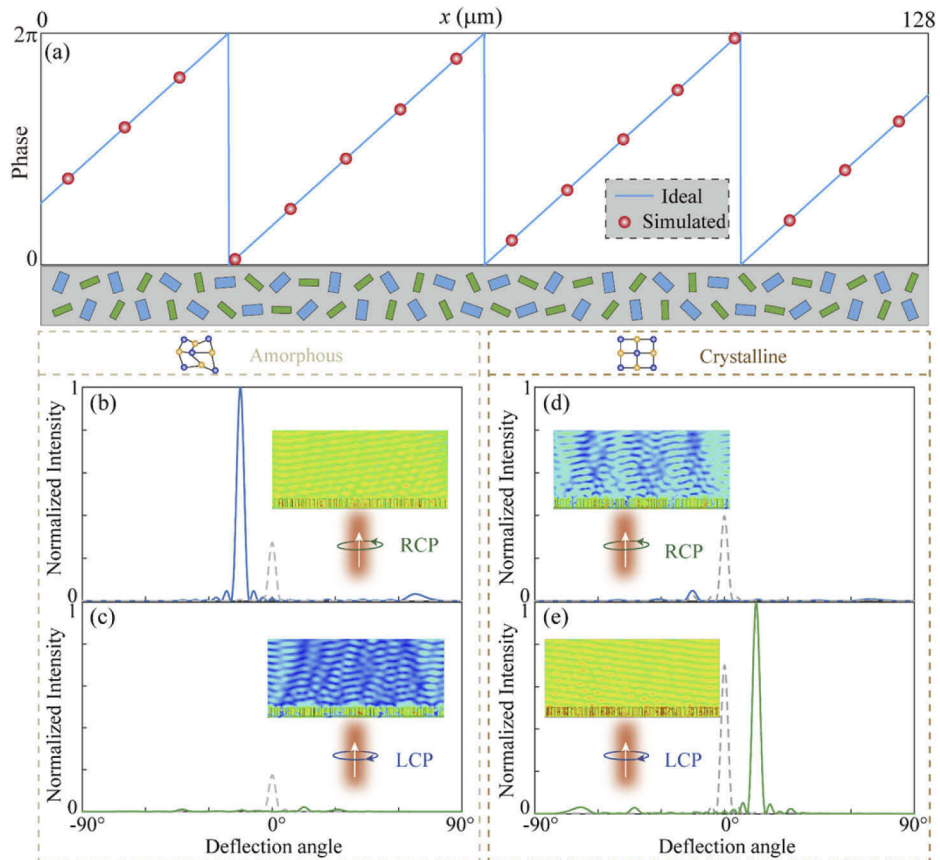 0 x (μm) 128
2π
(a)
Phase
Ideal
Simulated
0
Amorphous
Crystalline
1
(b)
Normalized Intensity
RCP
0
(d)
Normalized Intensity
RCP
0
1
(c)
Normalized Intensity
LCP
0
-90° 0° 90°
Deflection angle
1
(e)
Normalized Intensity
LCP
0
-90° 0° 90°
Deflection angle